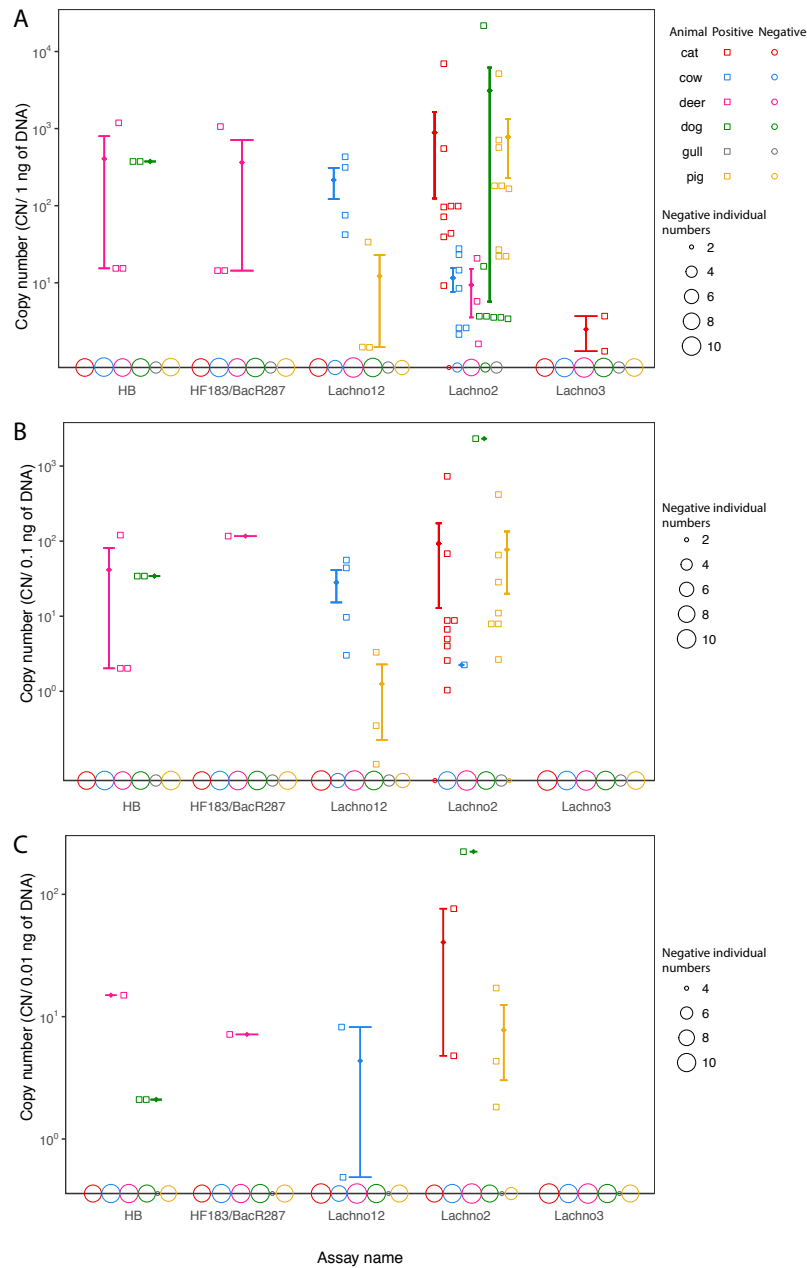 A
Copy number (CN/ 1 ng of DNA)
10⁴
10³
10²
10¹
HB HF183/BacR287 Lachno12 Lachno2 Lachno3
Animal Positive Negative
cat
cow
deer
dog
gull
pig
Negative individual
numbers
2
4
6
8
10
B
Copy number (CN/ 0.1 ng of DNA)
10³
10²
10¹
10⁰
HB HF183/BacR287 Lachno12 Lachno2 Lachno3
Negative individual
numbers
2
4
6
8
10
C
Copy number (CN/ 0.01 ng of DNA)
10²
10¹
10⁰
HB HF183/BacR287 Lachno12 Lachno2 Lachno3
Negative individual
numbers
4
6
8
10
Assay name